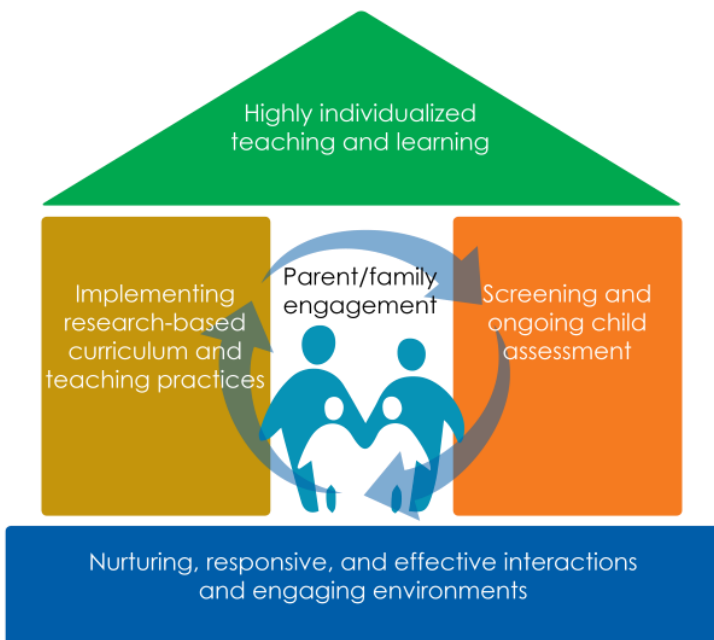 Highly individualized
teaching and learning
Implementing
research-based
curriculum and
teaching practices
Parent/family
engagement
Screening and
ongoing child
assessment
Nurturing, responsive, and effective interactions
and engaging environments